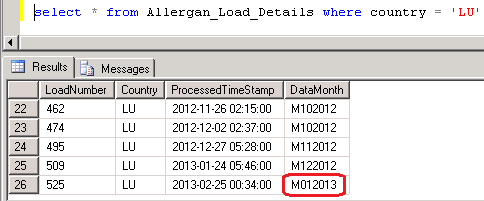 select * from Allergan_Load_Details where country = 'LU'
Results Messages
LoadNumber Country ProcessedTimeStamp DataMonth
22 462 LU 2012-11-26 02:15:00 M102012
23 474 LU 2012-12-02 02:37:00 M102012
24 495 LU 2012-12-27 05:28:00 M112012
25 509 LU 2013-01-24 05:46:00 M122012
26 525 LU 2013-02-25 00:34:00 M012013